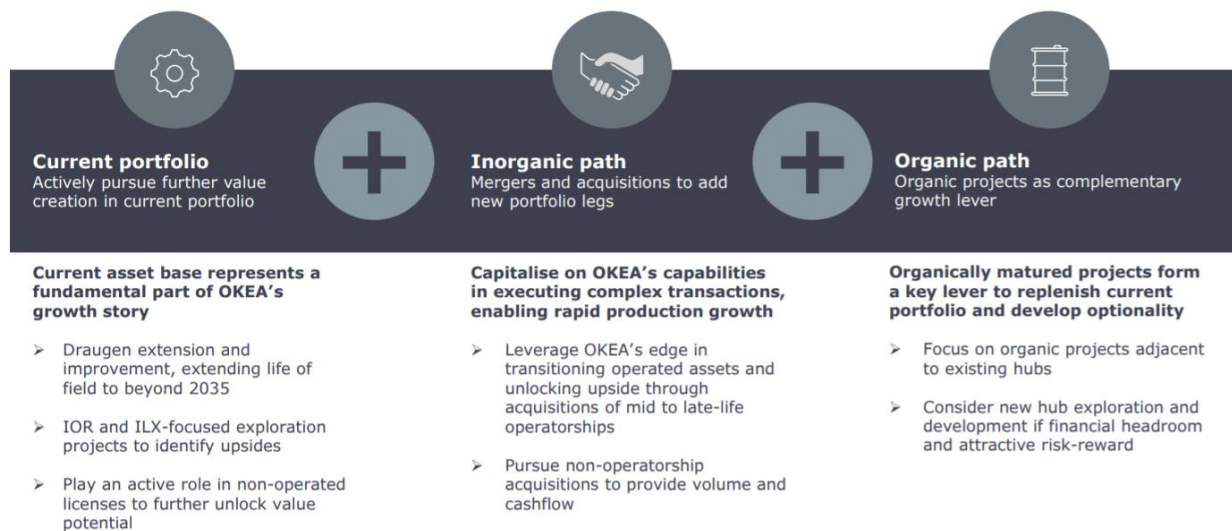 Current portfolio
Actively pursue further value
creation in current portfolio
Inorganic path
Mergers and acquisitions to add
new portfolio legs
Organic path
Organic projects as complementary
growth lever
Current asset base represents a
fundamental part of OKEA's
growth story
➢ Draugen extension and
improvement, extending life of
field to beyond 2035
➢ IOR and ILX-focused exploration
projects to identify upsides
➢ Play an active role in non-operated
licenses to further unlock value
potential
Capitalise on OKEA's capabilities
in executing complex transactions,
enabling rapid production growth
➢ Leverage OKEA's edge in
transitioning operated assets and
unlocking upside through
acquisitions of mid to late-life
operatorships
➢ Pursue non-operatorship
acquisitions to provide volume and
cashflow
Organically matured projects form
a key lever to replenish current
portfolio and develop optionality
➢ Focus on organic projects adjacent
to existing hubs
➢ Consider new hub exploration and
development if financial headroom
and attractive risk-reward